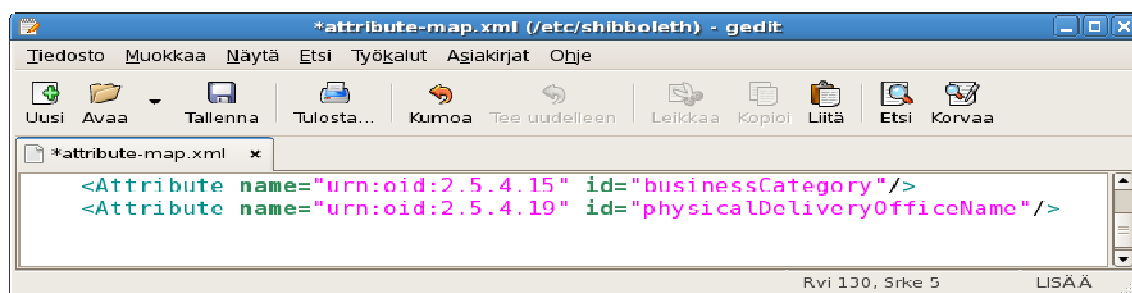 *attribute-map.xml (/etc/shibboleth) - gedit
Tiedosto Muokkaa Näytä Etsi Työkalut Asiakirjat Ohje
Uusi Avaa Tallenna Tulosta... Kumoa Tee uudelleen Leikkaa Kopioi Liitä Etsi Korvaa
*attribute-map.xml
<Attribute name="urn:oid:2.5.4.15" id="businessCategory"/>
<Attribute name="urn:oid:2.5.4.19" id="physicalDeliveryOfficeName"/>
Rvi 130, Srke 5 LISÄÄ